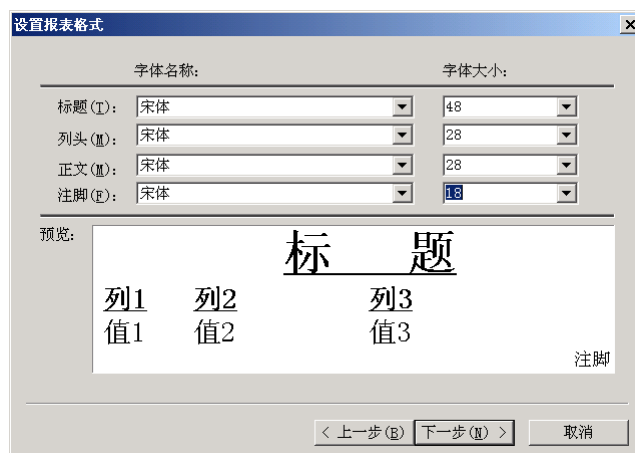 设置报表格式
字体名称: 字体大小:
标题(T): 宋体 48
列头(M): 宋体 28
正文(M): 宋体 28
注脚(F): 宋体 18
预览:
标 题
列1 列2 列3
值1 值2 值3
注脚
< 上一步(B) 下一步(N) > 取消